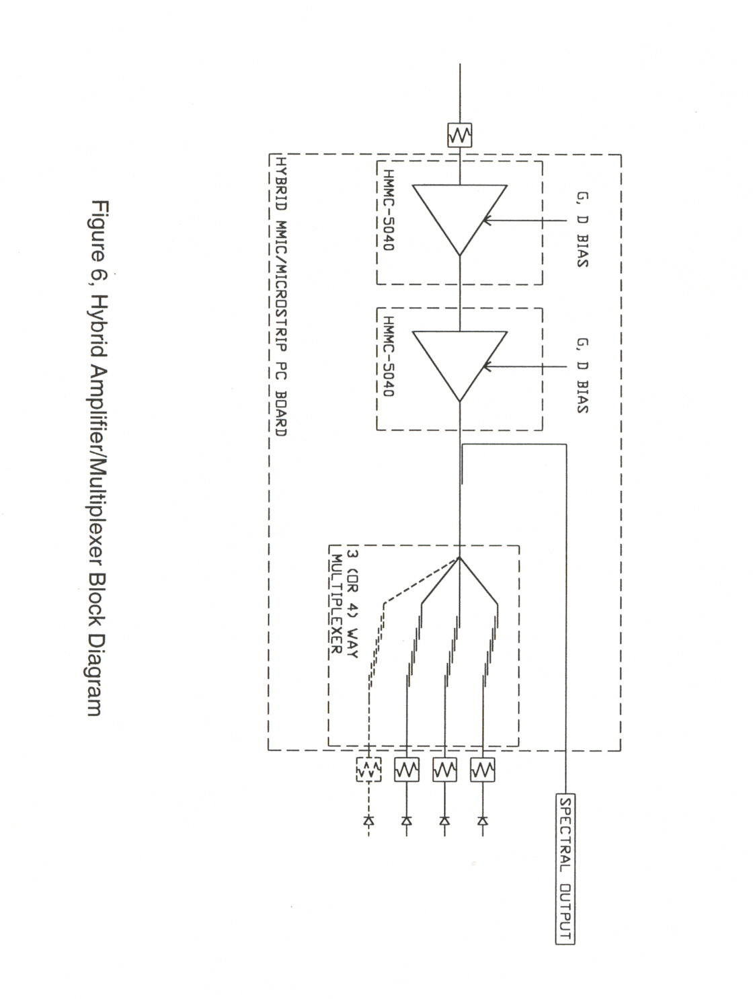 G, D BIAS
G, D BIAS
HMMC-5040
HMMC-5040
SPECTRAL OUTPUT
3 (OR 4) WAY
MULTIPLEXER
HYBRID MMIC/MICROSTRIP PC BOARD
Figure 6, Hybrid Amplifier/Multiplexer Block Diagram